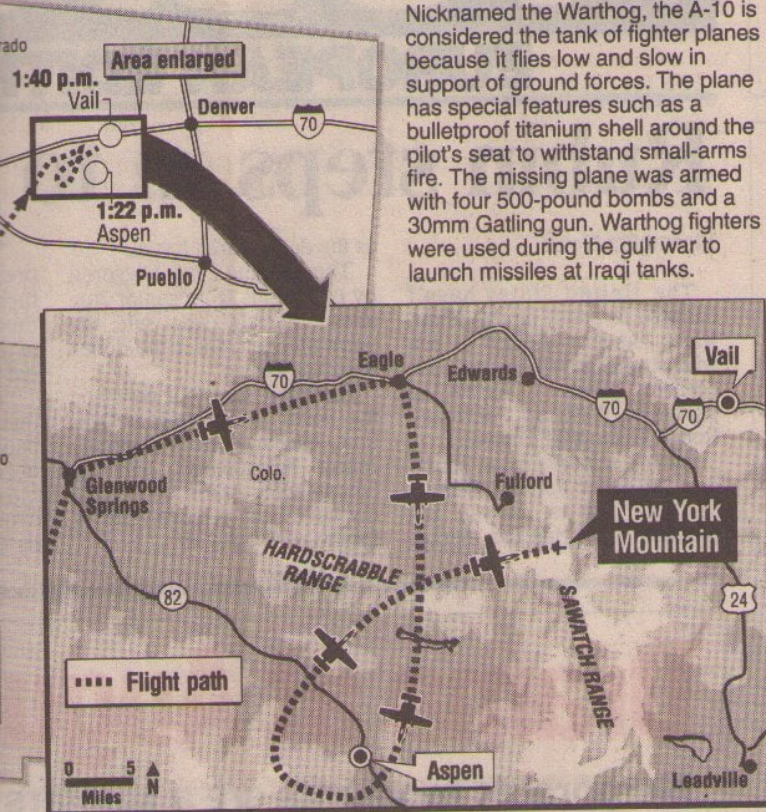 Nicknamed the Warthog, the A-10 is
considered the tank of fighter planes
because it flies low and slow in
support of ground forces. The plane
has special features such as a
bulletproof titanium shell around the
pilot's seat to withstand small-arms
fire. The missing plane was armed
with four 500-pound bombs and a
30mm Gatling gun. Warthog fighters
were used during the gulf war to
launch missiles at Iraqi tanks.
Area enlarged
1:40 p.m.
Vail
Denver
70
1:22 p.m.
Aspen
Pueblo
Eagle
Edwards
Vail
70
70
70
Glenwood
Springs
Colo.
Fulford
New York
Mountain
HARDSCRABBLE
RANGE
82
SAWATCH RANGE
24
Flight path
0 5
Miles
N
Aspen
Leadville